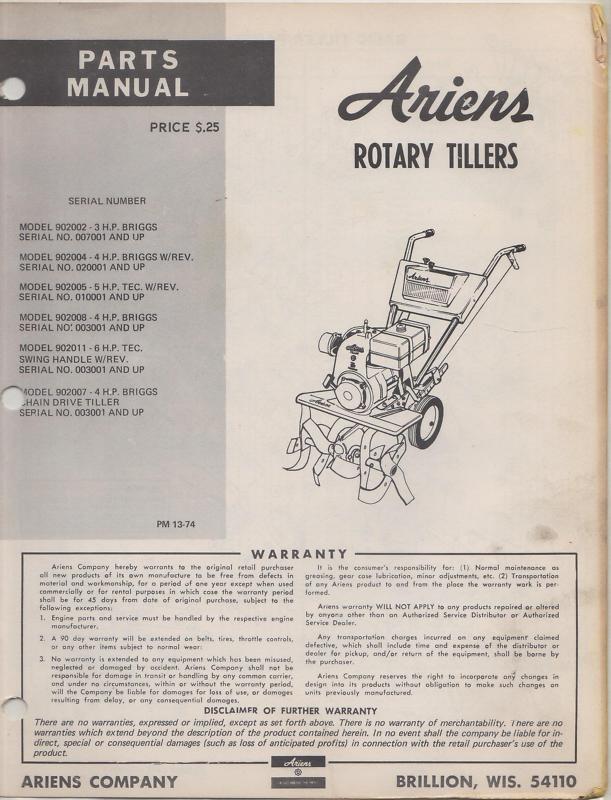 PARTS
MANUAL
PRICE $.25
Ariens
ROTARY TILLERS
SERIAL NUMBER
MODEL 902002 - 3 H.P. BRIGGS
SERIAL NO. 007001 AND UP
MODEL 902004 - 4 H.P. BRIGGS W/REV.
SERIAL NO. 020001 AND UP
MODEL 902005 - 5 H.P. TEC. W/REV.
SERIAL NO. 010001 AND UP
MODEL 902008 - 4 H.P. BRIGGS
SERIAL NO. 003001 AND UP
MODEL 902011 - 6 H.P. TEC.
SWING HANDLE W/REV.
SERIAL NO. 003001 AND UP
MODEL 902007 - 4 H.P. BRIGGS
CHAIN DRIVE TILLER
SERIAL NO. 003001 AND UP
Ariens
PM 13-74
WARRANTY
Ariens Company hereby warrants to the original retail purchaser
all new products of its own manufacture to be free from defects in
material and workmanship, for a period of one year except when used
commercially or for rental purposes in which case the warranty period
shall be for 45 days from date of original purchase, subject to the
following exceptions:
1. Engine parts and service must be handled by the respective engine
manufacturer.
2. A 90 day warranty will be extended on belts, tires, throttle controls,
or any other items subject to normal wear:
3. No warranty is extended to any equipment which has been misused,
neglected or damaged by accident. Ariens Company shall not be
responsible for damage in transit or handling by any common carrier,
and under no circumstances, within or without the warranty period,
will the Company be liable for damages for loss of use, or damages
resulting from delay, or any consequential damages.
It is the consumer's responsibility for: (1) Normal maintenance as
greasing, gear case lubrication, minor adjustments, etc. (2) Transportation
of any Ariens product to and from the place the warranty work is per-
formed.
Ariens warranty WILL NOT APPLY to any products repaired or altered
by anyone other than an Authorized Service Distributor or Authorized
Service Dealer.
Any transportation charges incurred on any equipment claimed
defective, which shall include time and expense of the distributor or
dealer for pickup, and/or return of the equipment, shall be borne by
the purchaser.
Ariens Company reserves the right to incorporate any changes in
design into its products without obligation to make such changes on
units previously manufactured.
DISCLAIMER OF FURTHER WARRANTY
There are no warranties, expressed or implied, except as set forth above. There is no warranty of merchantability. There are no
warranties which extend beyond the description of the product contained herein. In no event shall the company be liable for in-
direct, special or consequential damages (such as loss of anticipated profits) in connection with the retail purchaser's use of the
product.
Ariens
ARIENS COMPANY
BRILLION, WIS. 54110